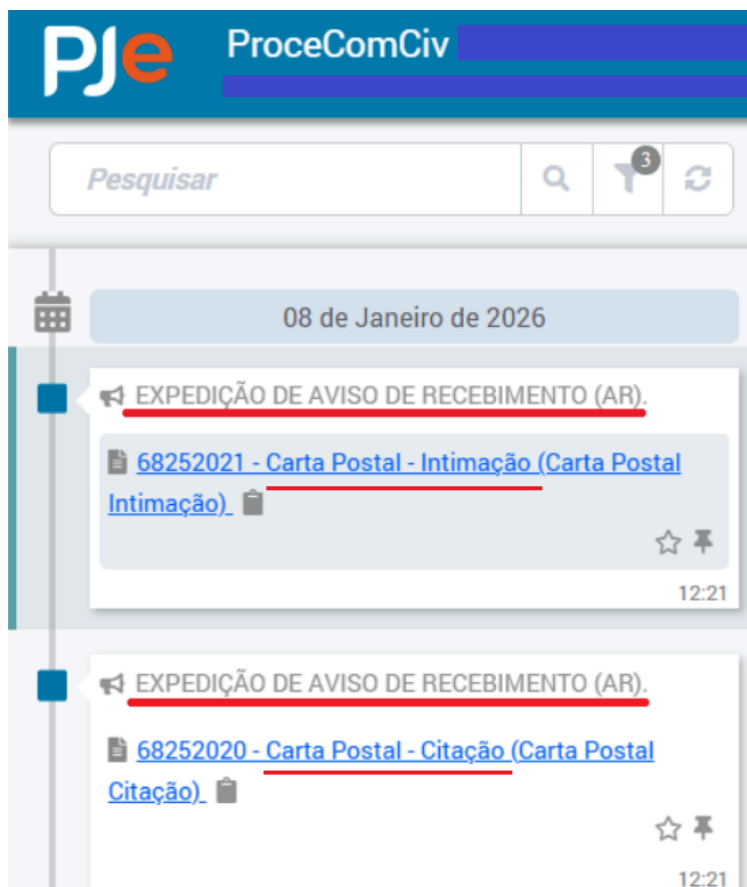 PJe
ProceComCiv
Pesquisar
3
08 de Janeiro de 2026
EXPEDIÇÃO DE AVISO DE RECEBIMENTO (AR).
68252021 - Carta Postal - Intimação (Carta Postal
Intimação)
12:21
EXPEDIÇÃO DE AVISO DE RECEBIMENTO (AR).
68252020 - Carta Postal - Citação (Carta Postal
Citação)
12:21